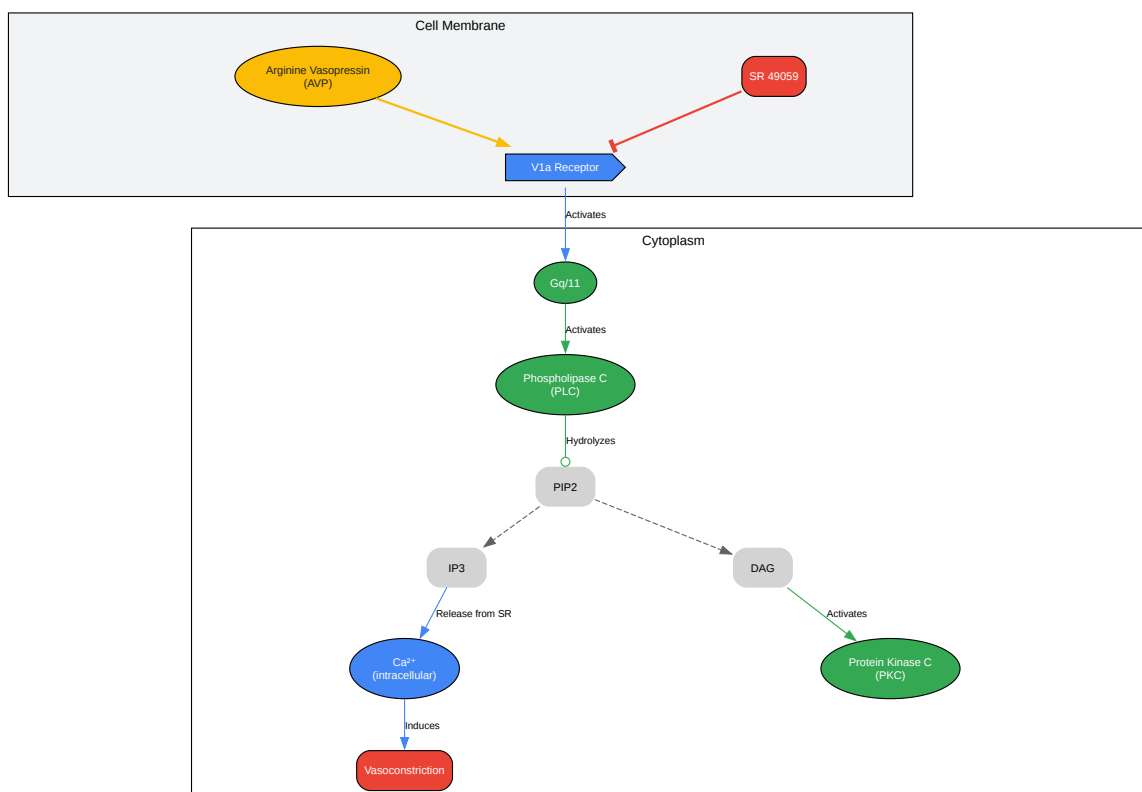 Cell Membrane
Arginine Vasopressin
(AVP)
SR 49059
V1a Receptor
Activates
Cytoplasm
Gq/11
Activates
Phospholipase C
(PLC)
Hydrolyzes
PIP2
IP3
DAG
Release from SR
Activates
Ca²⁺
(intracellular)
Protein Kinase C
(PKC)
Induces
Vasoconstriction